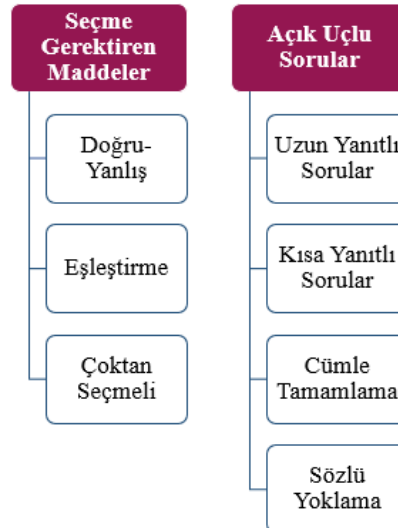 Seçme
Gerektiren
Maddeler
Doğru-
Yanlış
Eşleştirme
Çoktan
Seçmeli
Açık Uçlu
Sorular
Uzun Yanıtlı
Sorular
Kısa Yanıtlı
Sorular
Cümle
Tamamlama
Sözlü
Yoklama